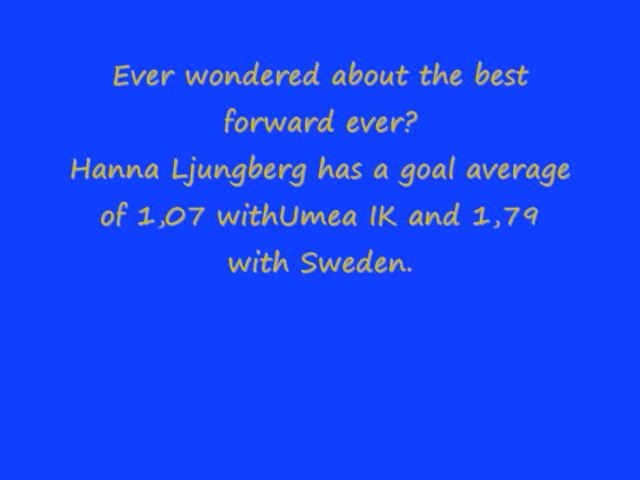 Ever wondered about the best
forward ever?
Hanna Ljungberg has a goal average
of 1,07 withUmea IK and 1,79
with Sweden.